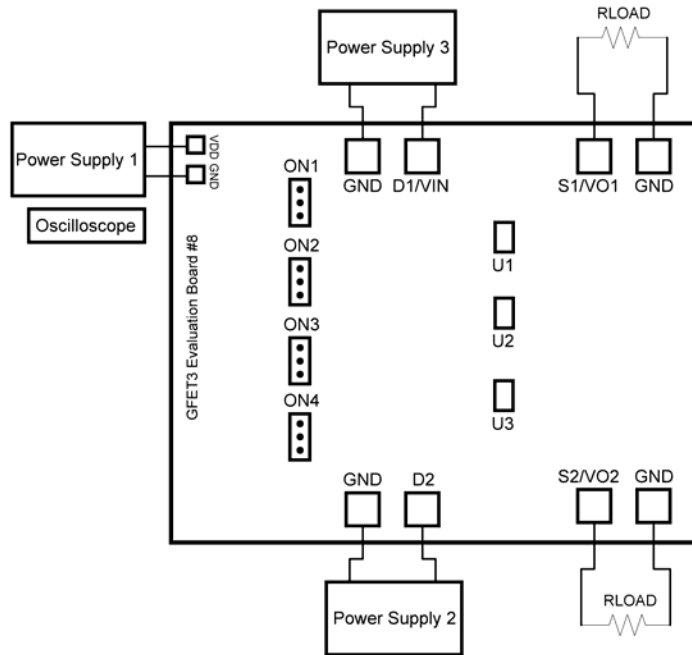 RLOAD
Power Supply 3
Power Supply 1
VDD
GND
ON1
GND
D1/VIN
S1/VO1
GND
Oscilloscope
GFET3 Evaluation Board #8
ON2
U1
ON3
U2
ON4
U3
GND
D2
S2/VO2
GND
Power Supply 2
RLOAD